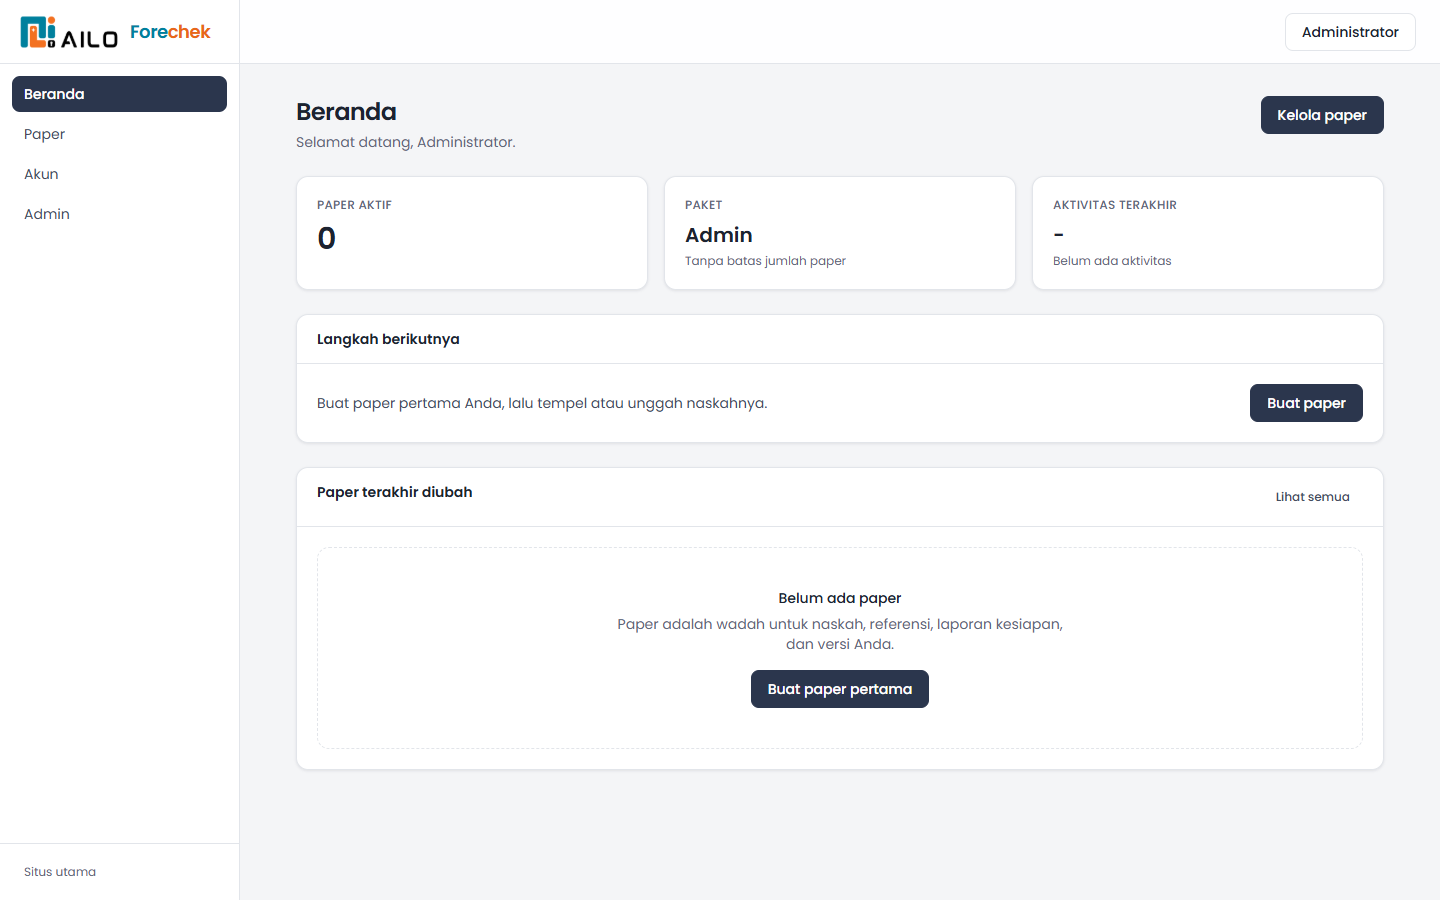 AILO Forechek
Administrator
Beranda
Paper
Akun
Admin
Situs utama
Beranda
Selamat datang, Administrator.
Kelola paper
PAPER AKTIF
0
PAKET
Admin
Tanpa batas jumlah paper
AKTIVITAS TERAKHIR
-
Belum ada aktivitas
Langkah berikutnya
Buat paper pertama Anda, lalu tempel atau unggah naskahnya.
Buat paper
Paper terakhir diubah
Lihat semua
Belum ada paper
Paper adalah wadah untuk naskah, referensi, laporan kesiapan,
dan versi Anda.
Buat paper pertama